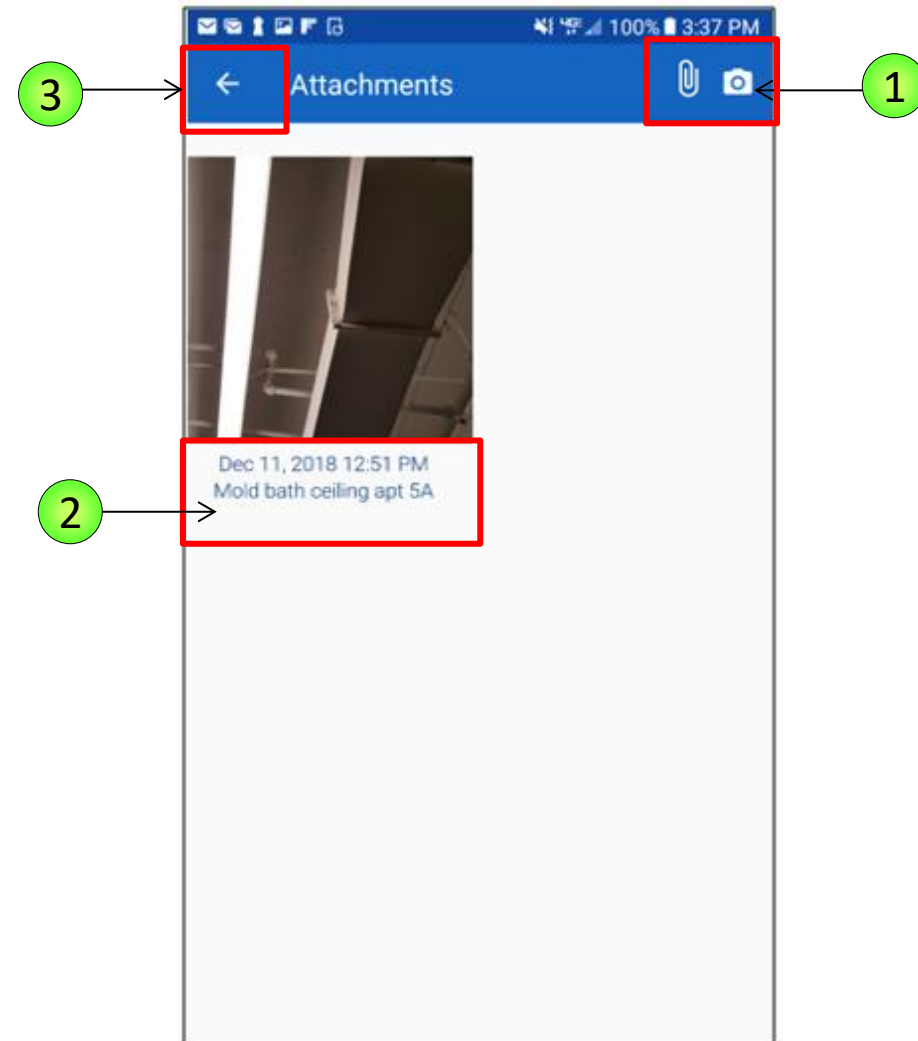 100% 3:37 PM
3
Attachments
1
Dec 11, 2018 12:51 PM
Mold bath ceiling apt 5A
2